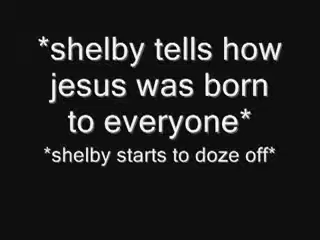 *shelby tells how
jesus was born
to everyone*
*shelby starts to doze off*